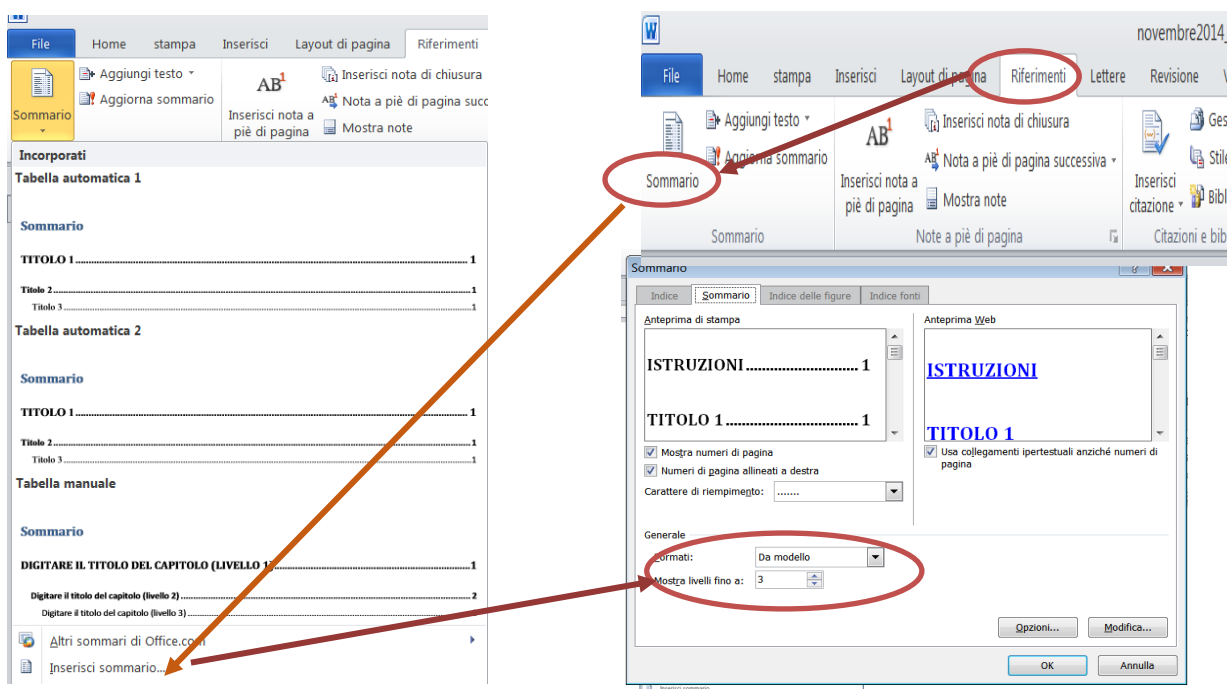 File Home stampa Inserisci Layout di pagina Riferimenti
Sommario
Aggiungi testo
Aggiorna sommario
AB1
Inserisci nota a
piè di pagina
Inserisci nota di chiusura
Nota a piè di pagina succ
Mostra note
Incorporati
Tabella automatica 1
Sommario
TITOLO 1 1
Titolo 2 1
Titolo 3 1
Tabella automatica 2
Sommario
TITOLO 1 1
Titolo 2 1
Titolo 3 1
Tabella manuale
Sommario
DIGITARE IL TITOLO DEL CAPITOLO (LIVELLO 1) 1
Digitare il titolo del capitolo (livello 2) 2
Digitare il titolo del capitolo (livello 3)
Altri sommari di Office.com
Inserisci sommario...
W
novembre2014_
File Home stampa Inserisci Layout di pagina Riferimenti Lettere Revisione V
Sommario
Aggiungi testo
Aggiorna sommario
AB1
Inserisci nota a
piè di pagina
Inserisci nota di chiusura
Nota a piè di pagina successiva
Mostra note
Inserisci
citazione
Ges
Stile
Bibl
Sommario Note a piè di pagina Citazioni e bib
Sommario
Indice Sommario Indice delle figure Indice fonti
Anteprima di stampa
ISTRUZIONI .............................. 1
TITOLO 1 .................................. 1
Mostra numeri di pagina
Numeri di pagina allineati a destra
Carattere di riempimento: .......
Anteprima Web
ISTRUZIONI
TITOLO 1
Usa collegamenti ipertestuali anziché numeri di
pagina
Generale
Formati: Da modello
Mostra livelli fino a: 3
Opzioni... Modifica...
OK Annulla
Inserisci sommario